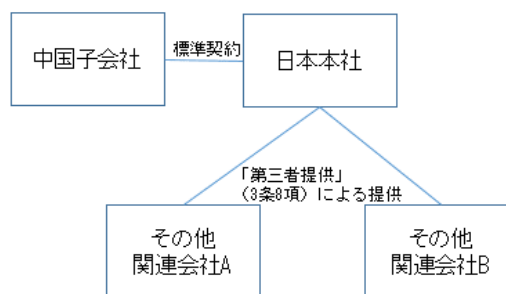 中国子会社
標準契約
日本本社
「第三者提供」
（3条8項）による提供
その他
関連会社A
その他
関連会社B